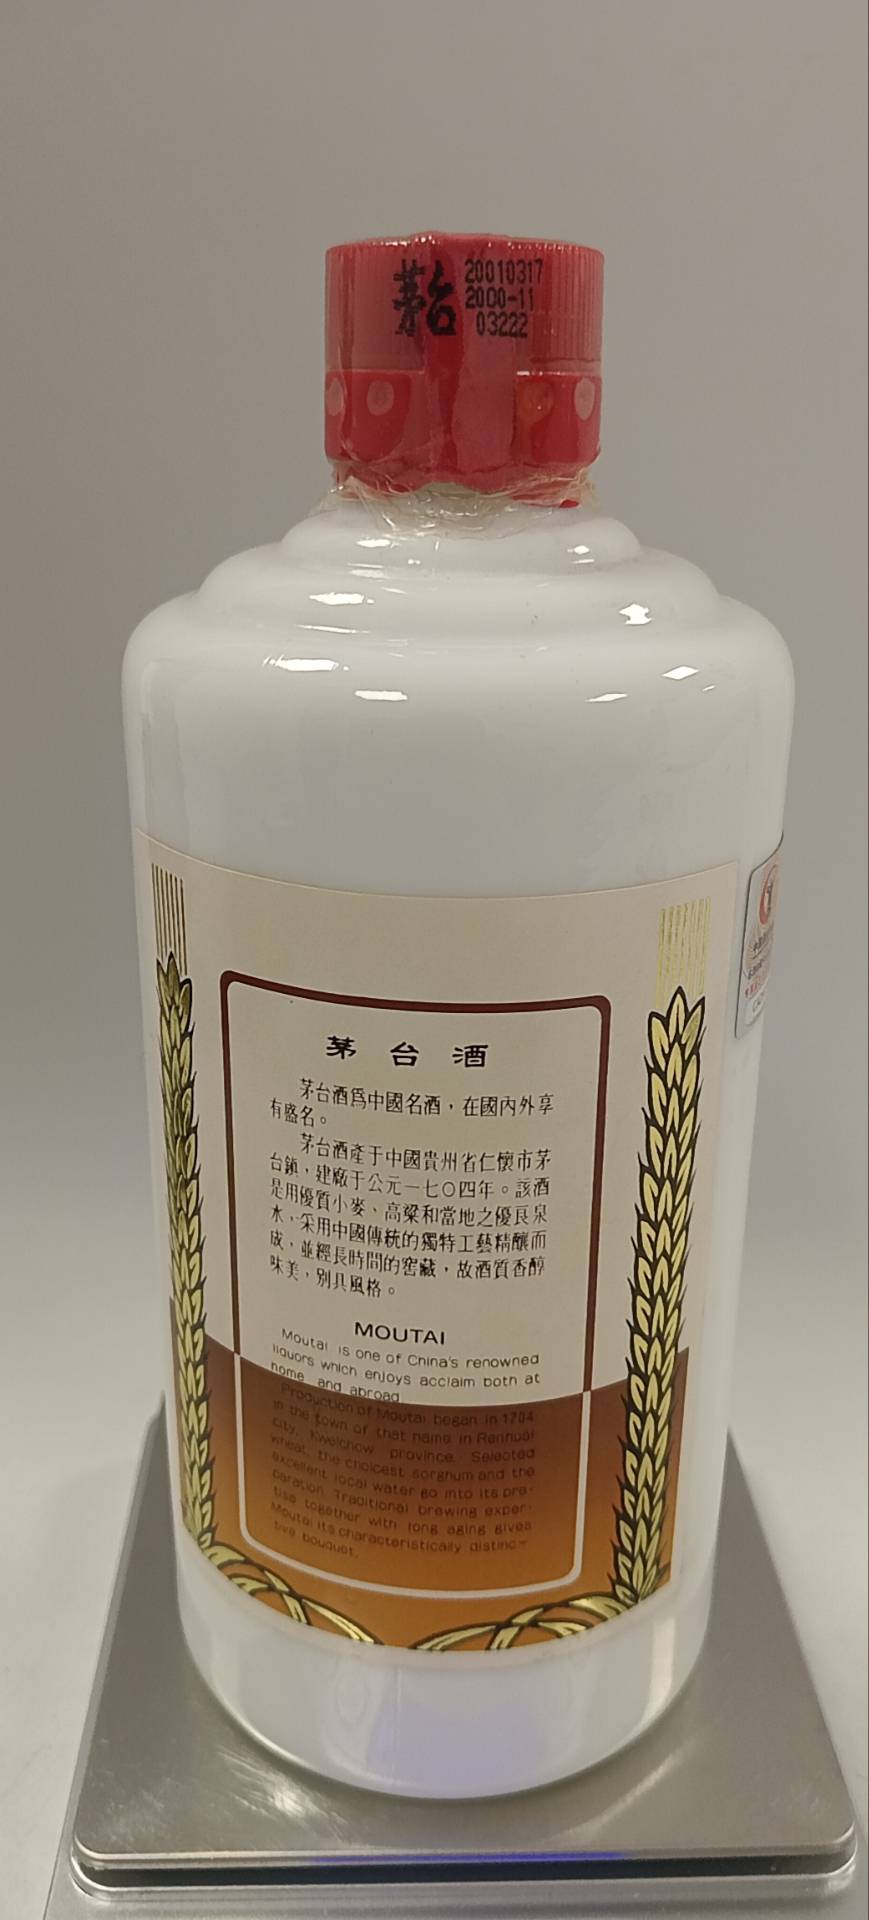 茅台
20010317
2000-11
03222
茅台酒
茅台酒爲中國名酒，在國內外享
有盛名。
茅台酒產于中國貴州省仁懷市茅
台鎮，建廠于公元一七〇四年。該酒
是用優質小麥、高粱和當地之優良泉
水，采用中國傳統的獨特工藝精釀而
成，並經長時間的窖藏，故酒質香醇
味美，別具風格。
MOUTAI
Moutai is one of China's renowned
liquors which enjoys acclaim both at
home and abroad
Production of Moutai began in 1704
in the town of that name in Renhuai
city, Kweichow province. Selected
wheat, the choicest sorghum and the
excellent local water go into its pre-
paration. Traditional brewing exper-
tise together with long aging gives
Moutai its characteristically distinc-
tive bouquet.